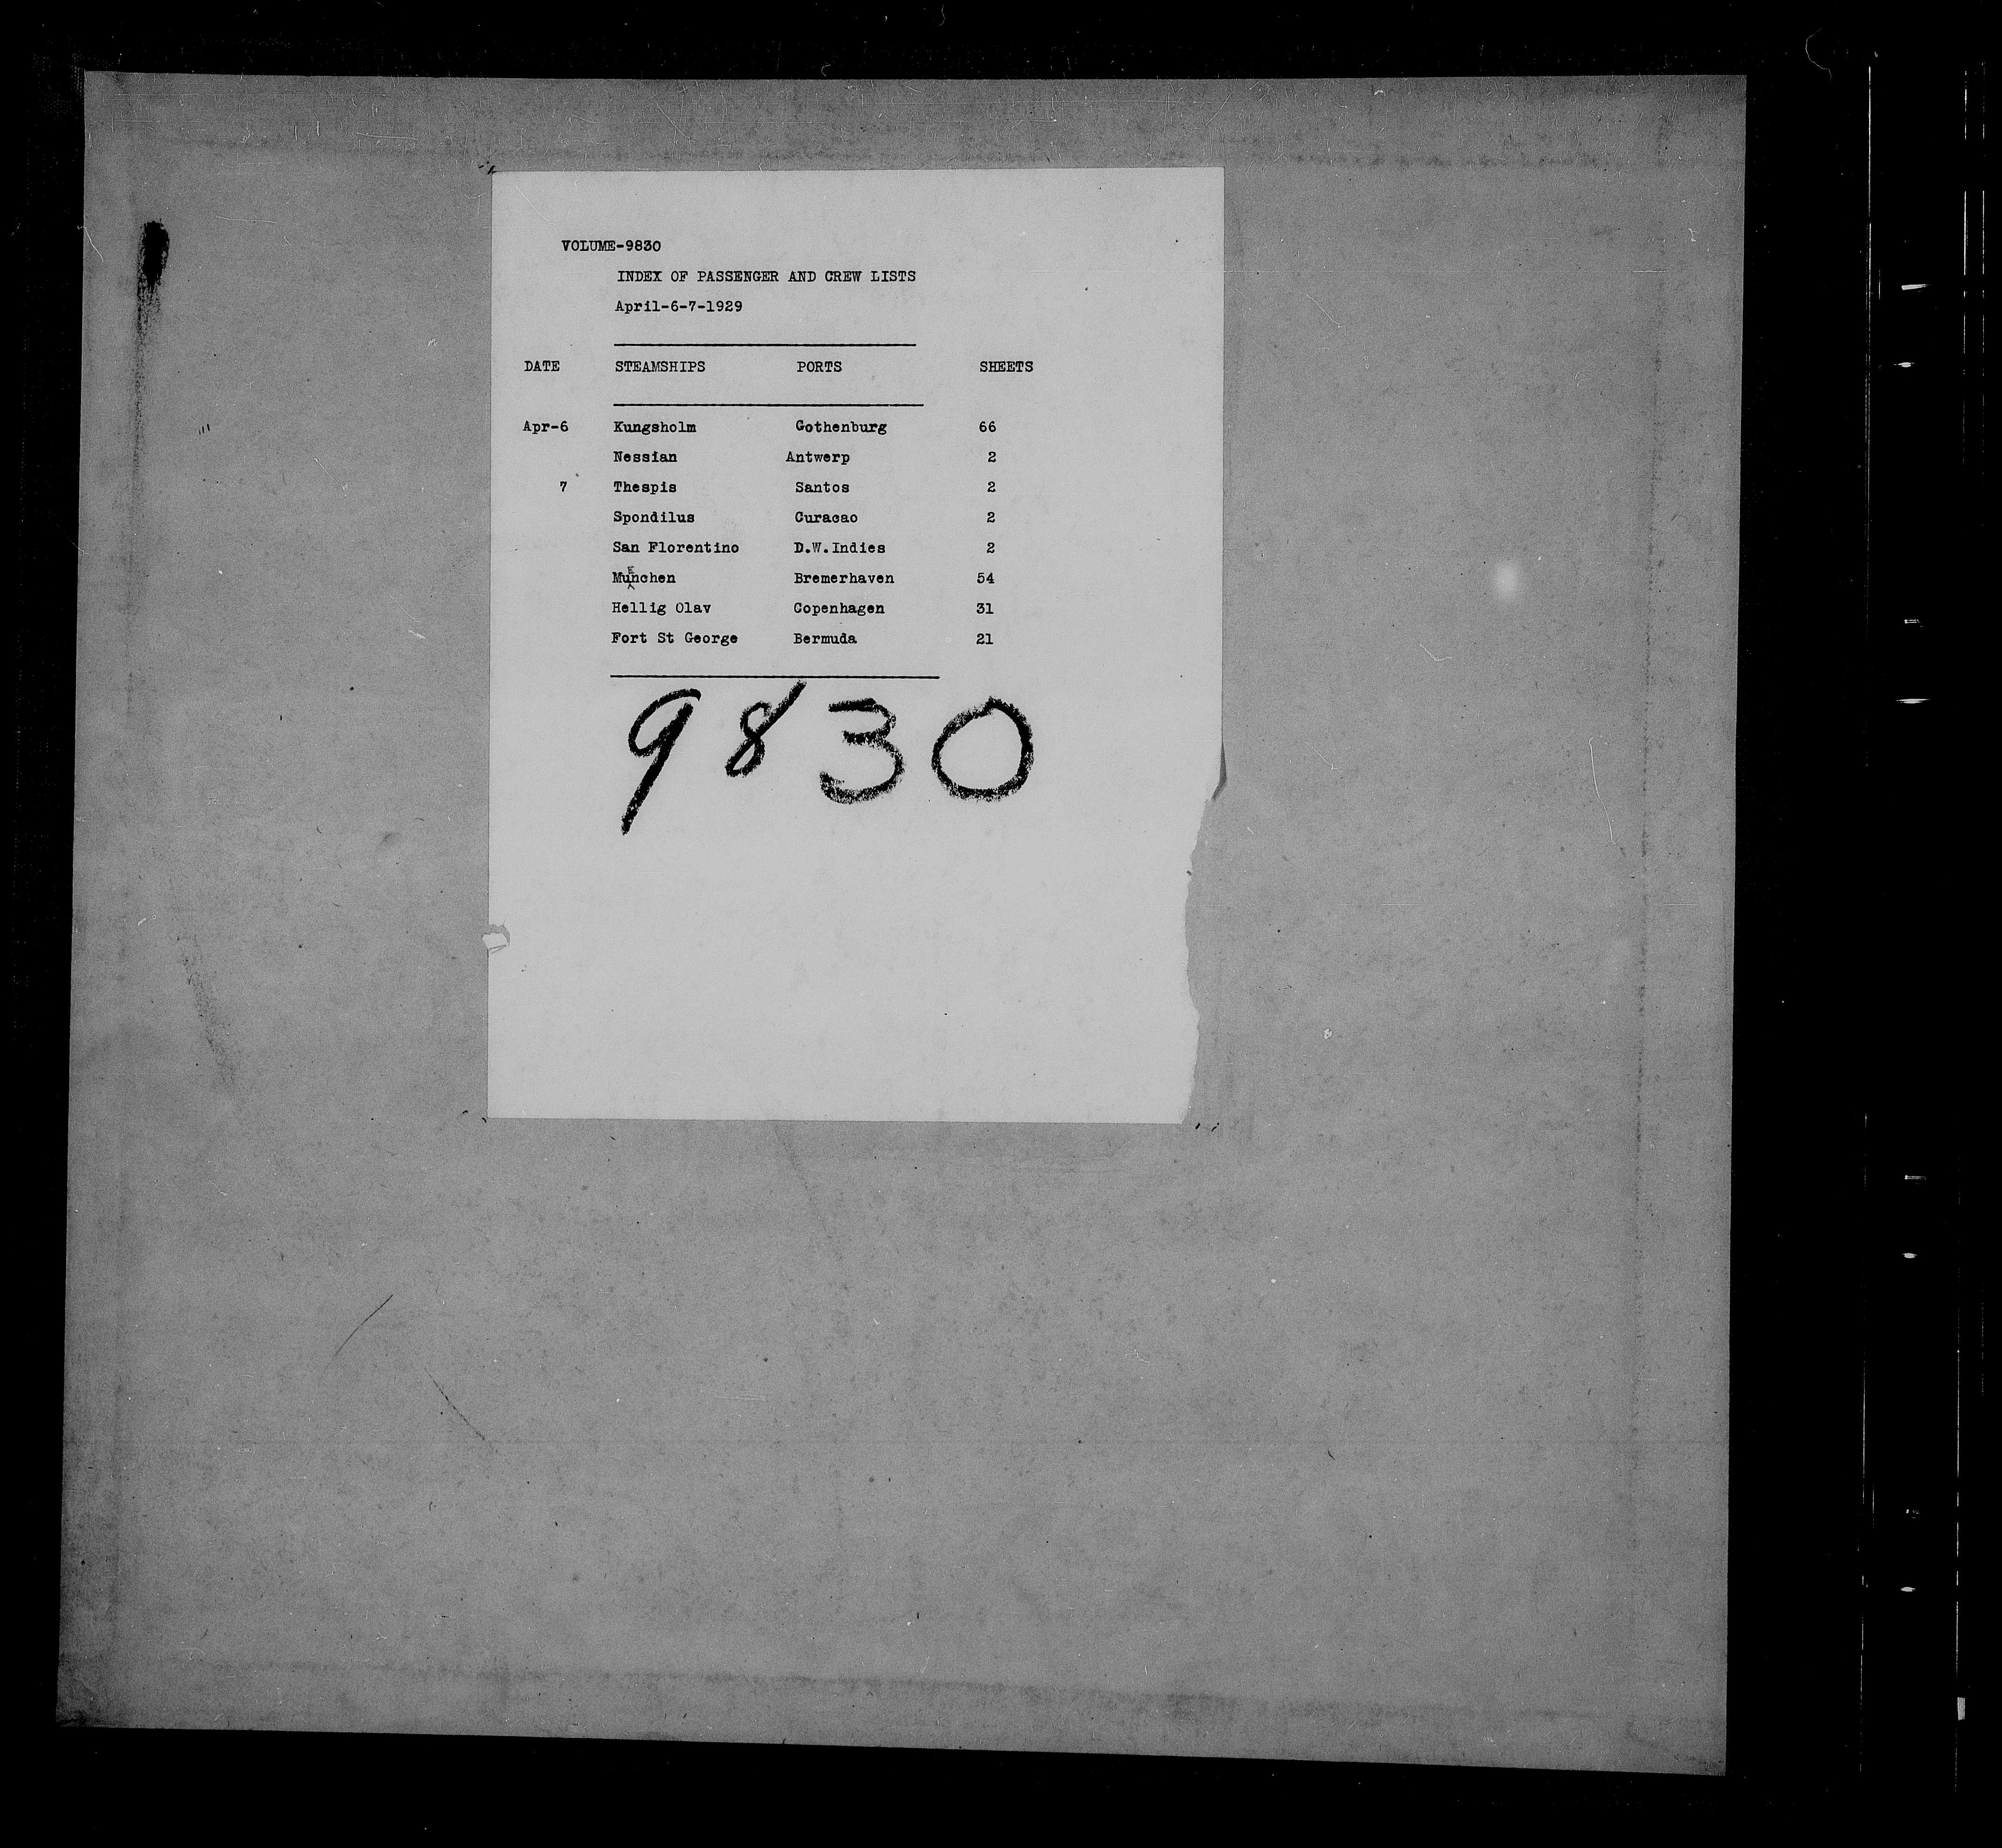 VOLUME-9830
INDEX OF PASSENGER AND CREW LISTS
April-6-7-1929
DATE STEAMSHIPS PORTS SHEETS
Apr-6 Kungsholm Gothenburg 66
Nessian Antwerp 2
7 Thespis Santos 2
Spondilus Curacao 2
San Florentino D.W.Indies 2
MuEnchen Bremerhaven 54
Hellig Olav Copenhagen 31
Fort St George Bermuda 21
9830